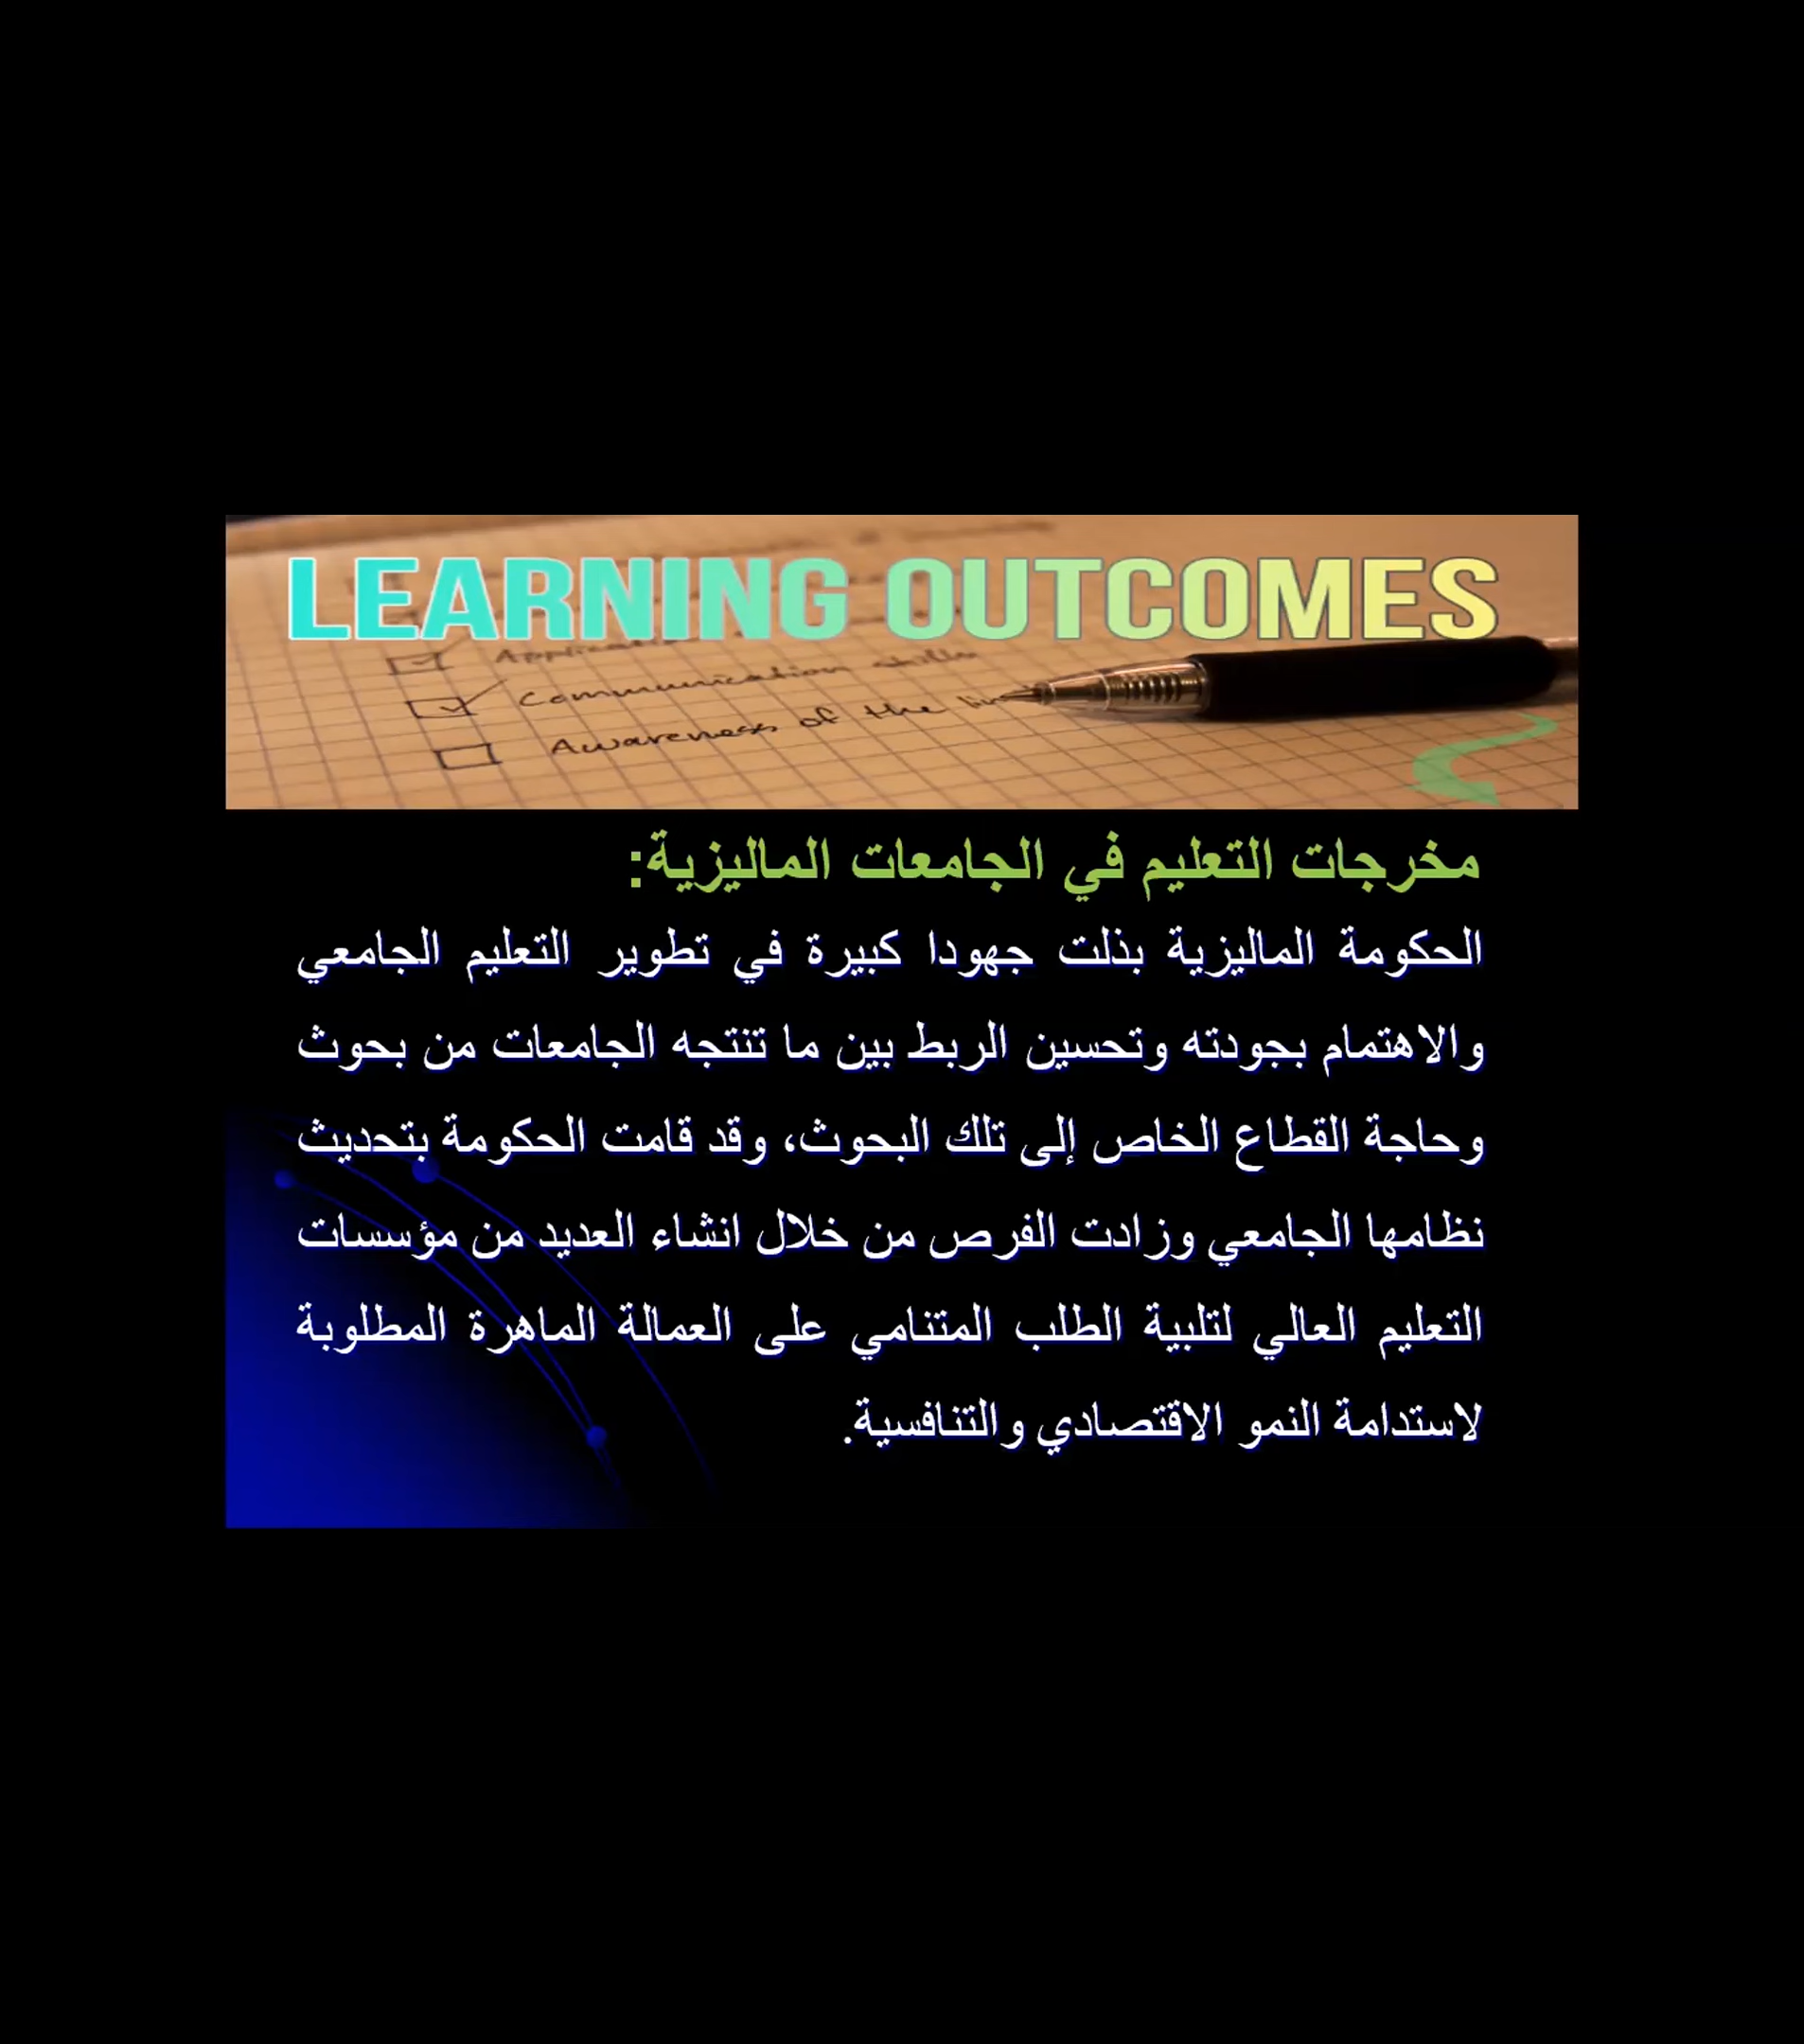 LEARNING OUTCOMES
Communication skills
Awareness of the
مخرجات التعليم في الجامعات الماليزية:
الحكومة الماليزية بذلت جهودا كبيرة في تطوير التعليم الجامعي
والاهتمام بجودته وتحسين الربط بين ما تنتجه الجامعات من بحوث
وحاجة القطاع الخاص إلى تلك البحوث، وقد قامت الحكومة بتحديث
نظامها الجامعي وزادت الفرص من خلال انشاء العديد من مؤسسات
التعليم العالي لتلبية الطلب المتنامي على العمالة الماهرة المطلوبة
لاستدامة النمو الاقتصادي والتنافسية.